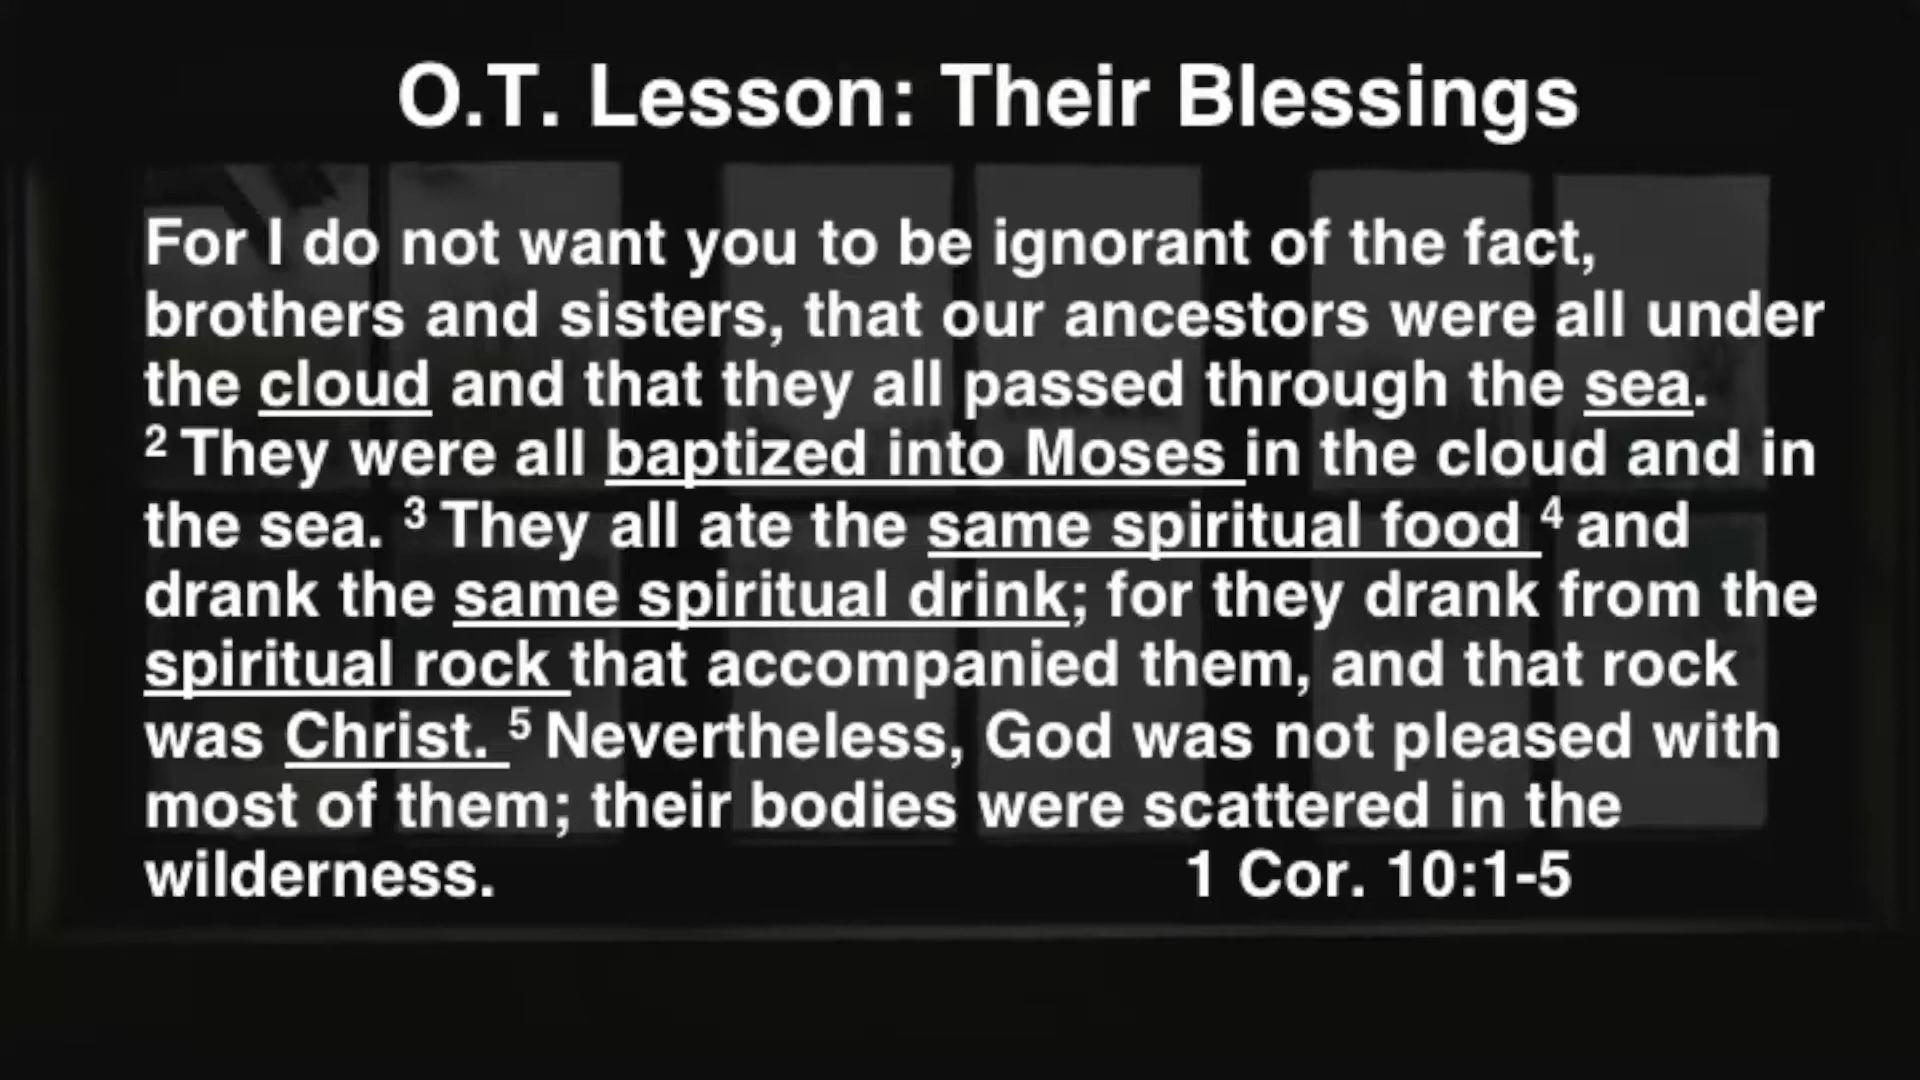 O.T. Lesson: Their Blessings
For I do not want you to be ignorant of the fact,
brothers and sisters, that our ancestors were all under
the cloud and that they all passed through the sea.
² They were all baptized into Moses in the cloud and in
the sea. ³ They all ate the same spiritual food ⁴ and
drank the same spiritual drink; for they drank from the
spiritual rock that accompanied them, and that rock
was Christ. ⁵ Nevertheless, God was not pleased with
most of them; their bodies were scattered in the
wilderness. 1 Cor. 10:1-5